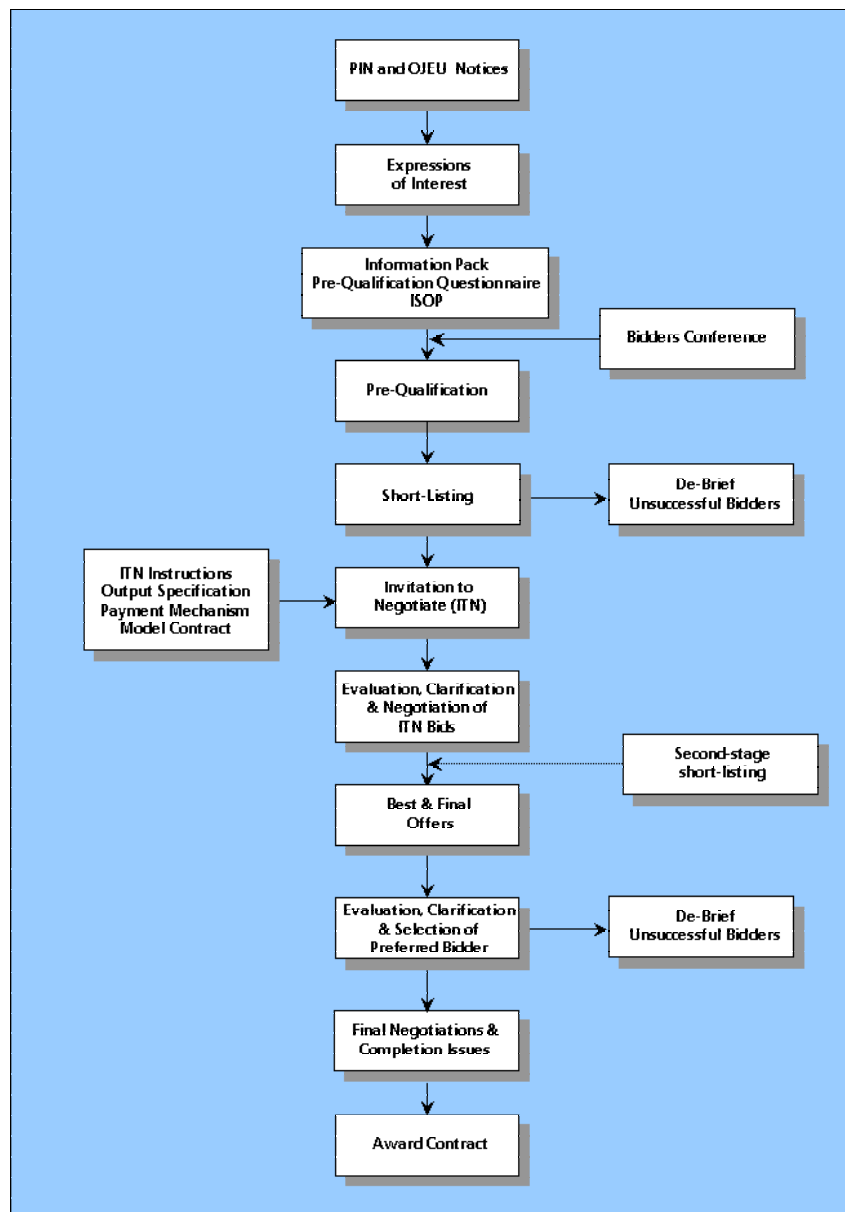 PIN and OJEU Notices
Expressions
of Interest
Information Pack
Pre-Qualification Questionnaire
ISOP
Bidders Conference
Pre-Qualification
Short-Listing
De-Brief
Unsuccessful Bidders
ITN Instructions
Output Specification
Payment Mechanism
Model Contract
Invitation to
Negotiate (ITN)
Evaluation, Clarification
& Negotiation of
ITN Bids
Second-stage
short-listing
Best & Final
Offers
Evaluation, Clarification
& Selection of
Preferred Bidder
De-Brief
Unsuccessful Bidders
Final Negotiations &
Completion Issues
Award Contract